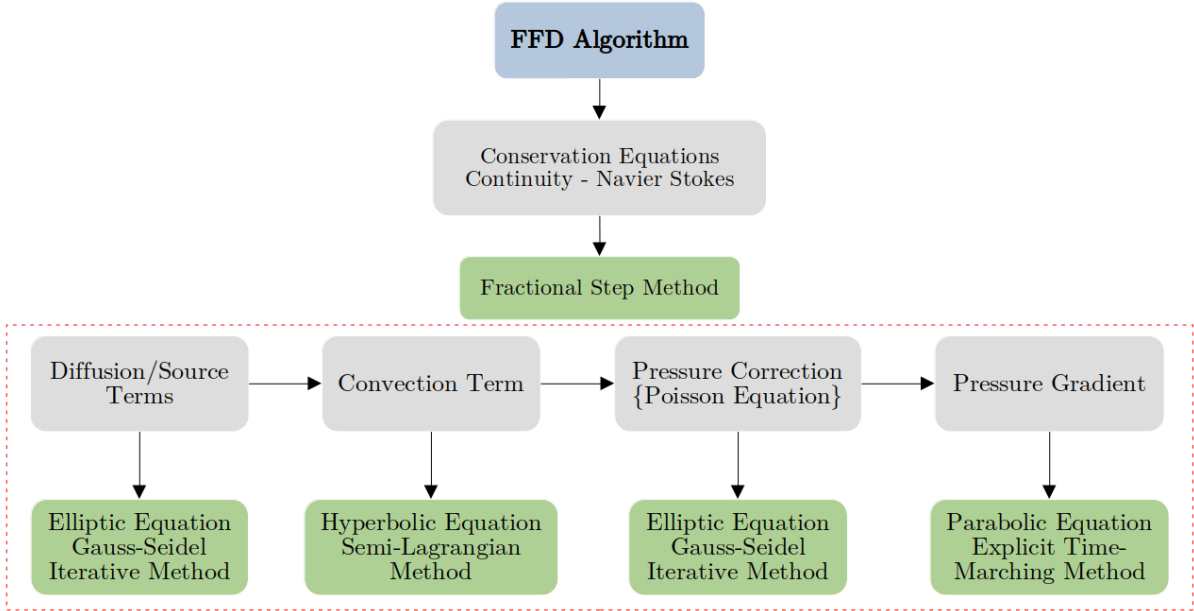 FFD Algorithm
Conservation Equations
Continuity - Navier Stokes
Fractional Step Method
Diffusion/Source
Terms
Convection Term
Pressure Correction
{Poisson Equation}
Pressure Gradient
Elliptic Equation
Gauss-Seidel
Iterative Method
Hyperbolic Equation
Semi-Lagrangian
Method
Elliptic Equation
Gauss-Seidel
Iterative Method
Parabolic Equation
Explicit Time-
Marching Method